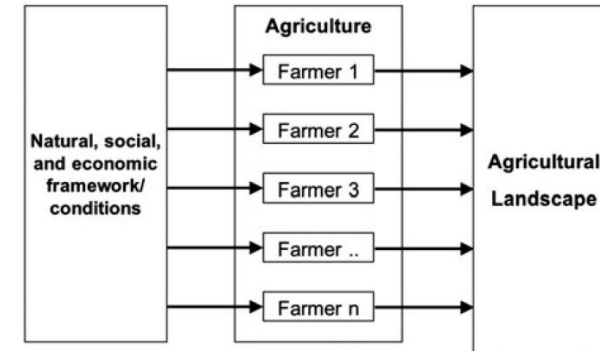 Natural, social,
and economic
framework/
conditions
Agriculture
Farmer 1
Farmer 2
Farmer 3
Farmer ..
Farmer n
Agricultural
Landscape